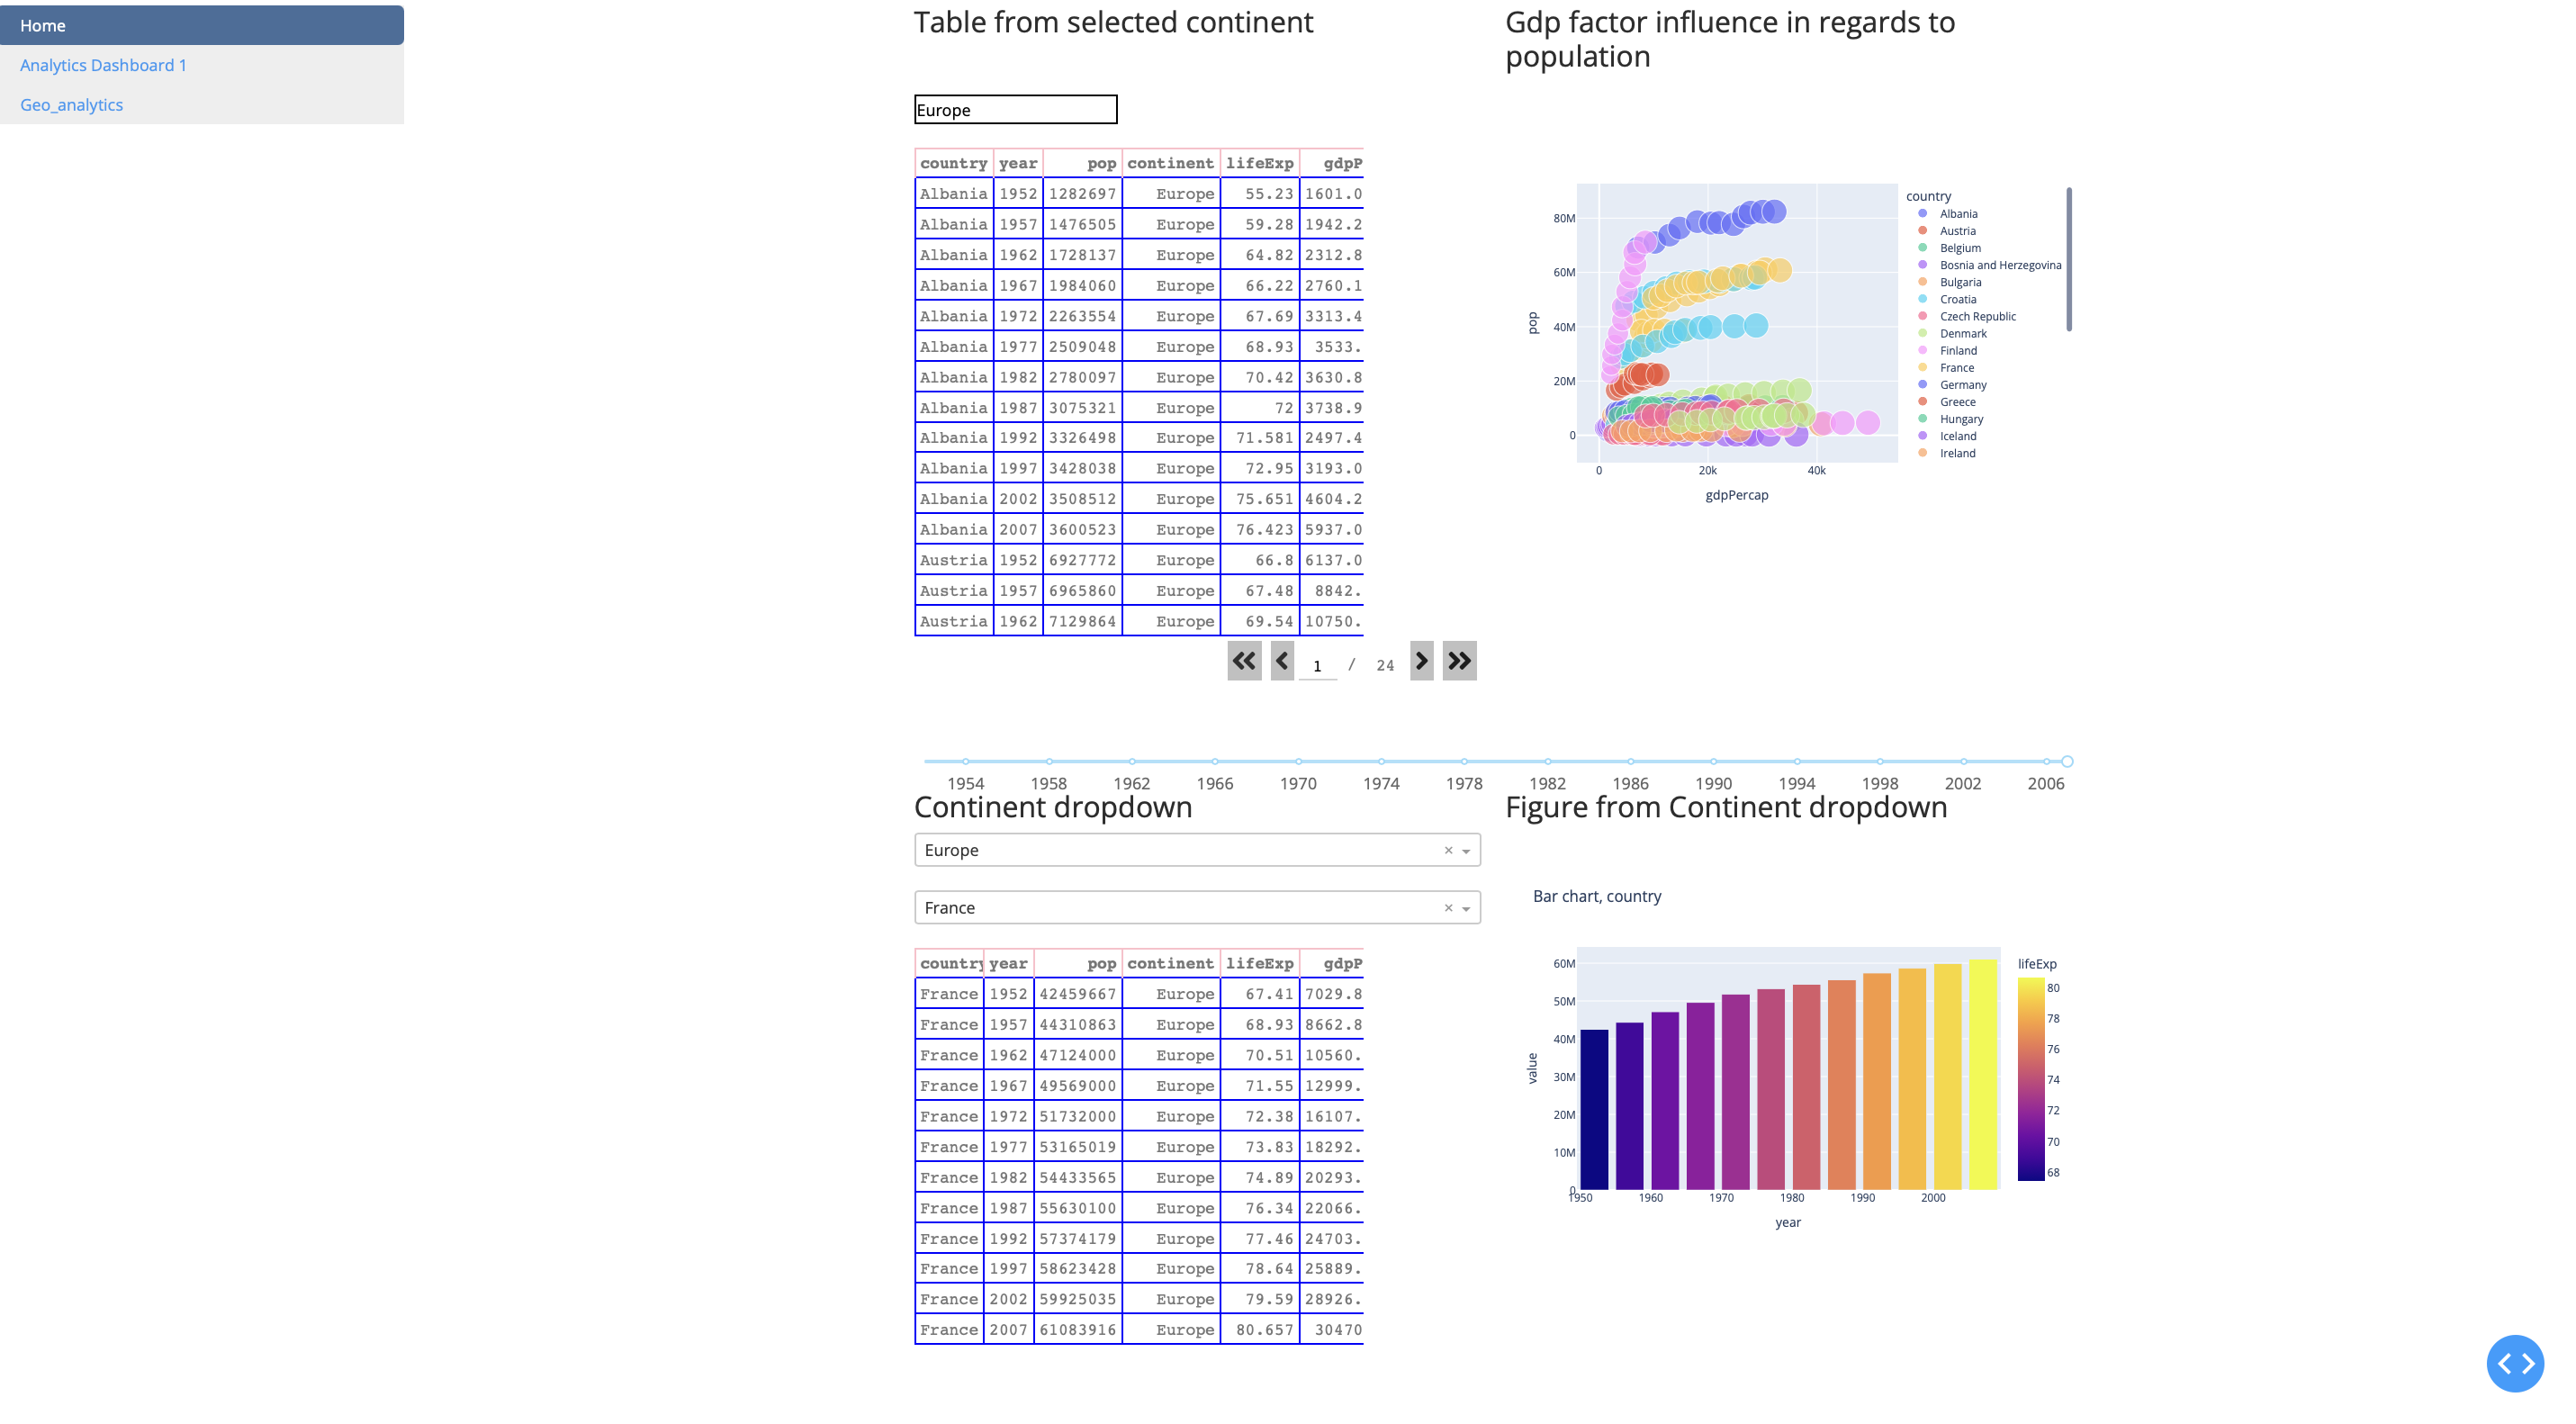 Home
Analytics Dashboard 1
Geo_analytics
Table from selected continent
Europe
country year pop continent lifeExp gdpP
Albania 1952 1282697 Europe 55.23 1601.0
Albania 1957 1476505 Europe 59.28 1942.2
Albania 1962 1728137 Europe 64.82 2312.8
Albania 1967 1984060 Europe 66.22 2760.1
Albania 1972 2263554 Europe 67.69 3313.4
Albania 1977 2509048 Europe 68.93 3533.
Albania 1982 2780097 Europe 70.42 3630.8
Albania 1987 3075321 Europe 72 3738.9
Albania 1992 3326498 Europe 71.581 2497.4
Albania 1997 3428038 Europe 72.95 3193.0
Albania 2002 3508512 Europe 75.651 4604.2
Albania 2007 3600523 Europe 76.423 5937.0
Austria 1952 6927772 Europe 66.8 6137.0
Austria 1957 6965860 Europe 67.48 8842.
Austria 1962 7129864 Europe 69.54 10750.
1 / 24
Gdp factor influence in regards to
population
pop
80M
60M
40M
20M
0
0 20k 40k
gdpPercap
country
Albania
Austria
Belgium
Bosnia and Herzegovina
Bulgaria
Croatia
Czech Republic
Denmark
Finland
France
Germany
Greece
Hungary
Iceland
Ireland
1954 1958 1962 1966 1970 1974 1978 1982 1986 1990 1994 1998 2002 2006
Continent dropdown
Europe
France
country year pop continent lifeExp gdpP
France 1952 42459667 Europe 67.41 7029.8
France 1957 44310863 Europe 68.93 8662.8
France 1962 47124000 Europe 70.51 10560.
France 1967 49569000 Europe 71.55 12999.
France 1972 51732000 Europe 72.38 16107.
France 1977 53165019 Europe 73.83 18292.
France 1982 54433565 Europe 74.89 20293.
France 1987 55630100 Europe 76.34 22066.
France 1992 57374179 Europe 77.46 24703.
France 1997 58623428 Europe 78.64 25889.
France 2002 59925035 Europe 79.59 28926.
France 2007 61083916 Europe 80.657 30470
Figure from Continent dropdown
Bar chart, country
value
60M
50M
40M
30M
20M
10M
0
1950 1960 1970 1980 1990 2000
year
lifeExp
80
78
76
74
72
70
68